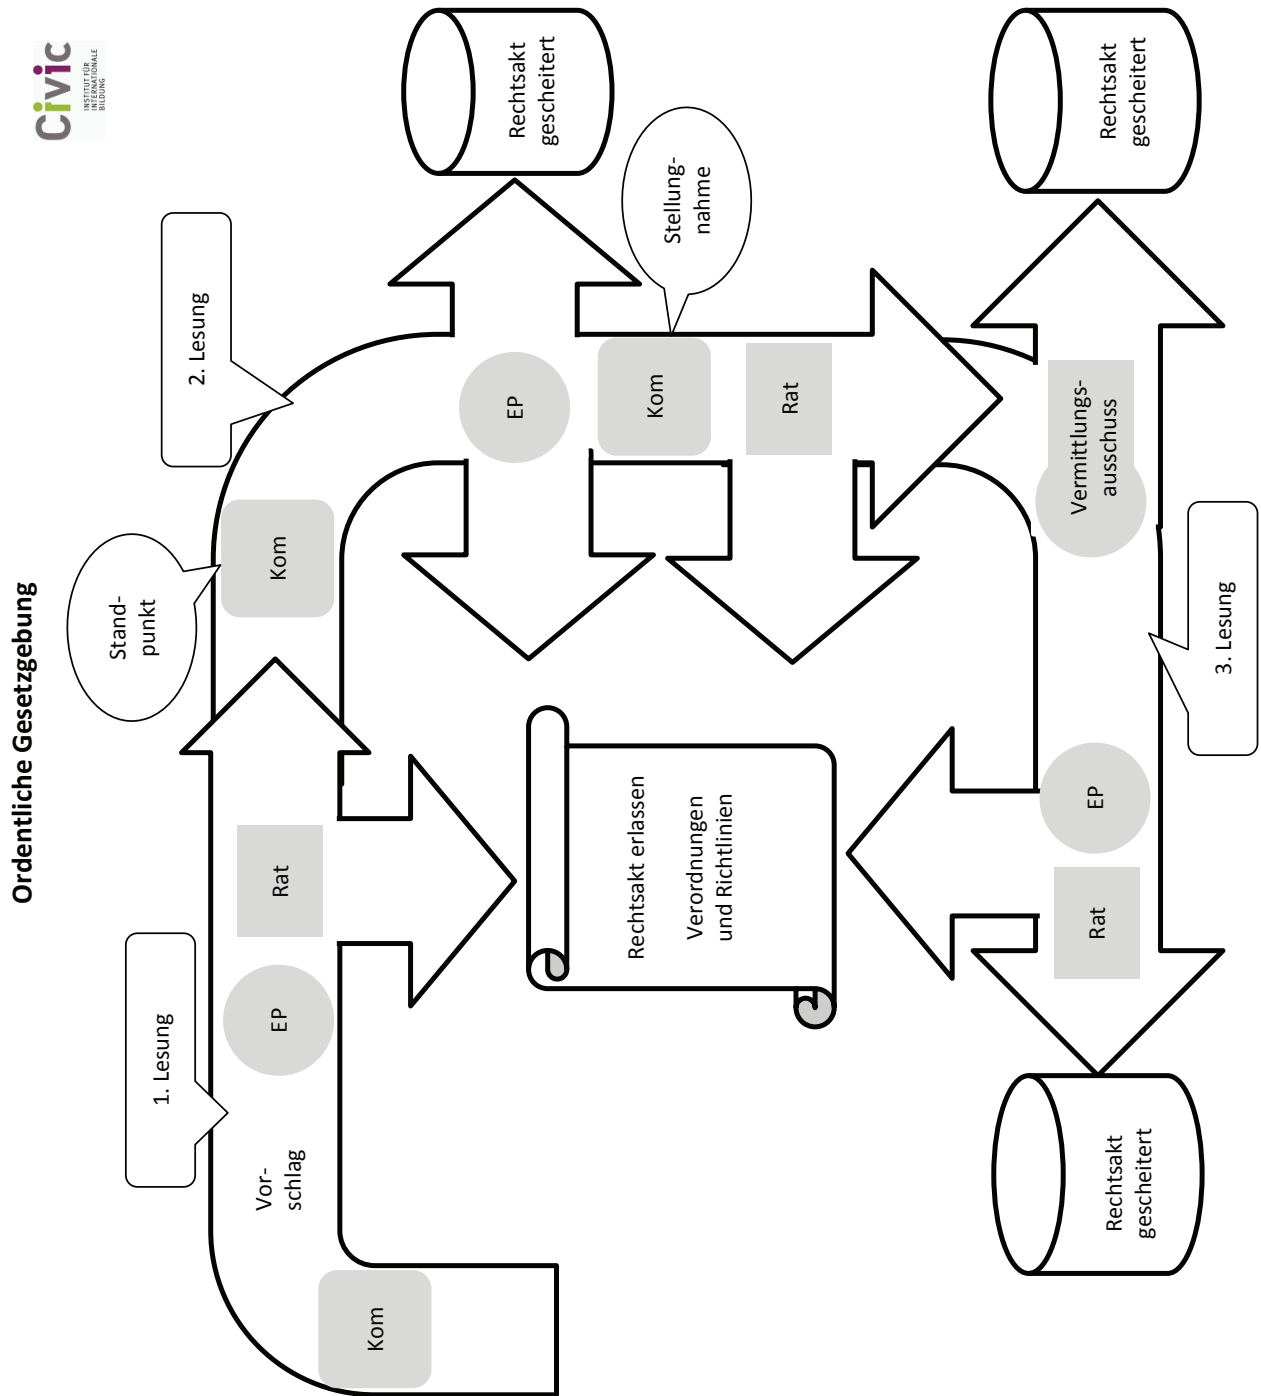 Ordentliche Gesetzgebung
Civic
INSTITUT FÜR
INTERNATIONALE
BILDUNG
1. Lesung
Stand-
punkt
2. Lesung
Kom
Vor-
schlag
EP
Rat
Kom
EP
Kom
Rat
Stellung-
nahme
Rechtsakt
gescheitert
Rechtsakt erlassen
Verordnungen
und Richtlinien
Rechtsakt
gescheitert
Rat
EP
Vermittlungs-
ausschuss
Rechtsakt
gescheitert
3. Lesung